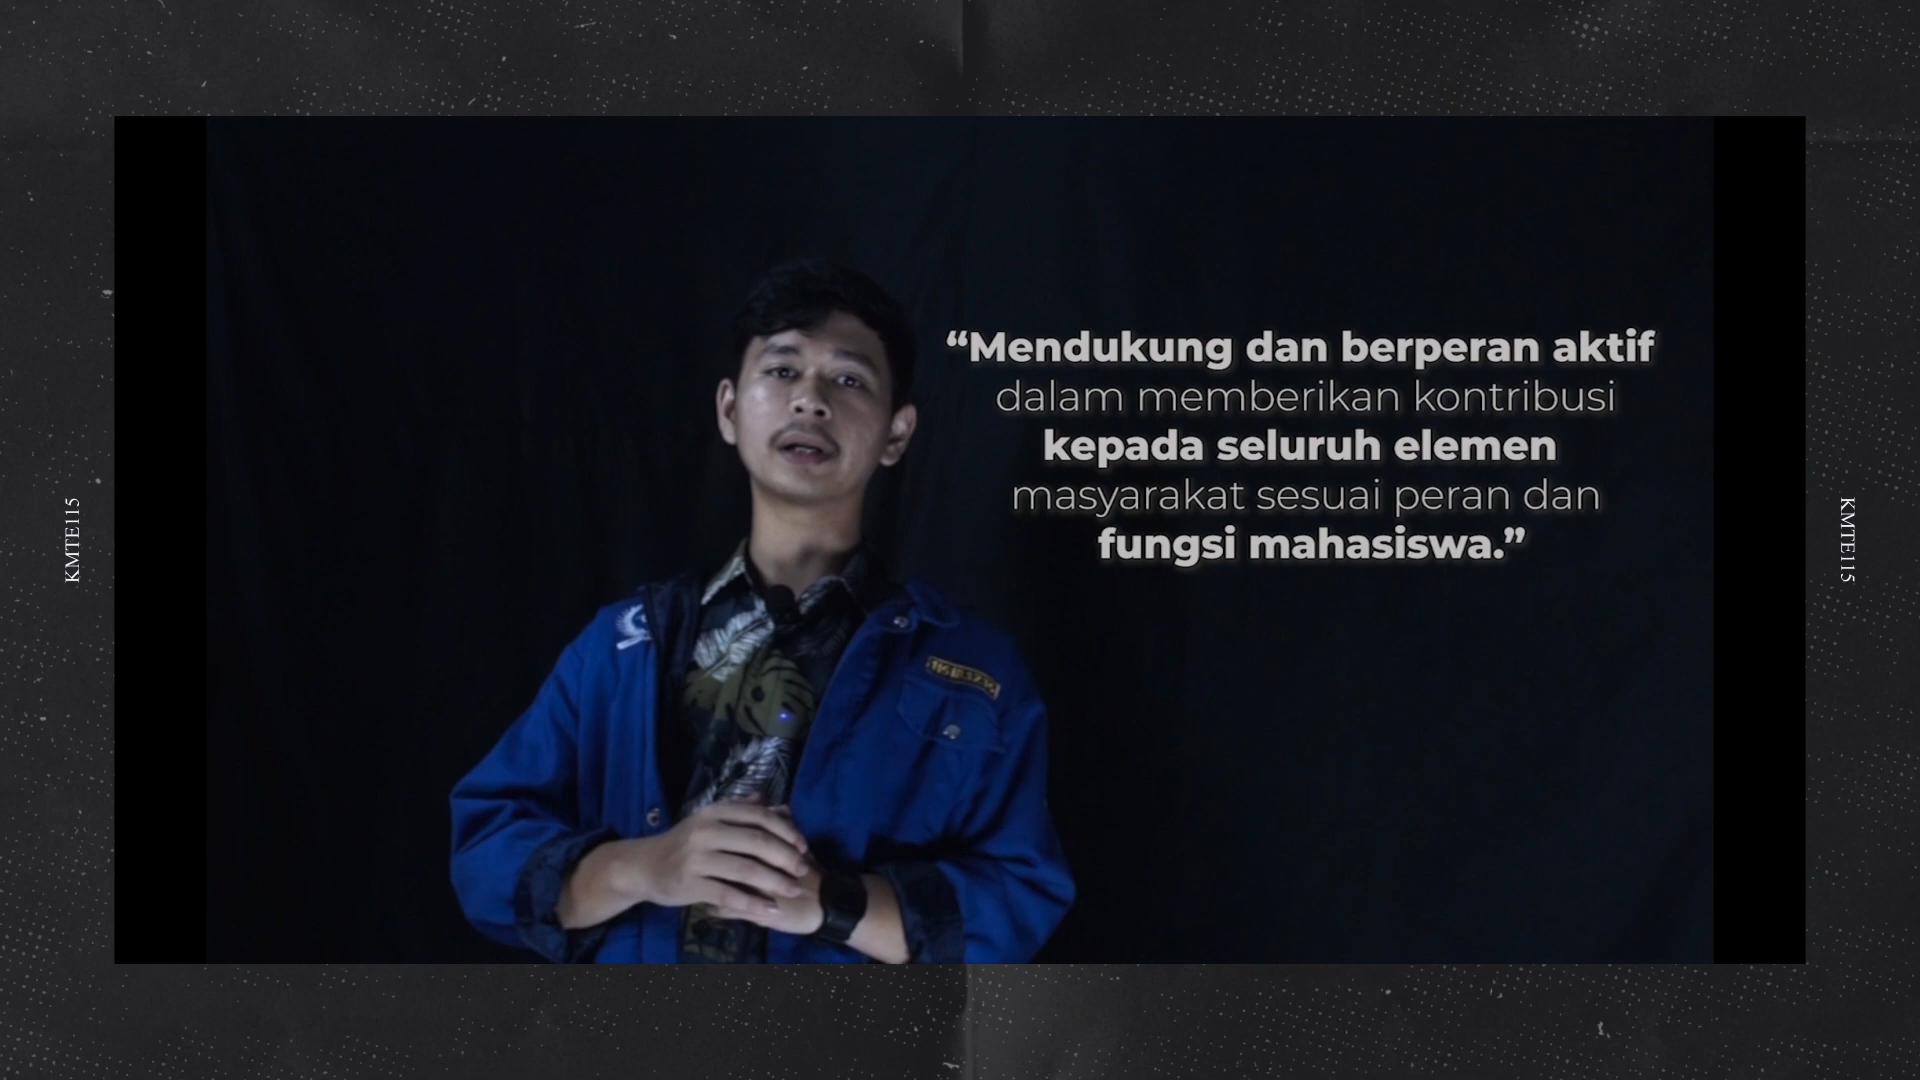 KMTE115
“Mendukung dan berperan aktif
dalam memberikan kontribusi
kepada seluruh elemen
masyarakat sesuai peran dan
fungsi mahasiswa.”
KMTE115